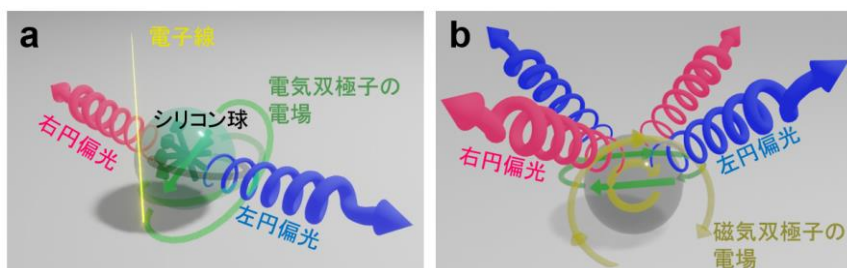 a
電子線
電気双極子の
電場
シリコン球
右円偏光
左円偏光
b
右円偏光
左円偏光
磁気双極子の
電場